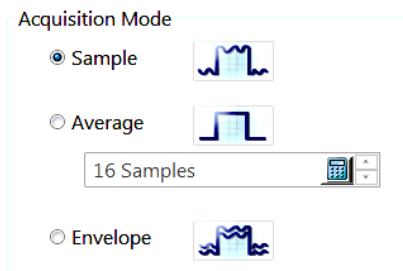 Acquisition Mode
Sample
Average
16 Samples
Envelope